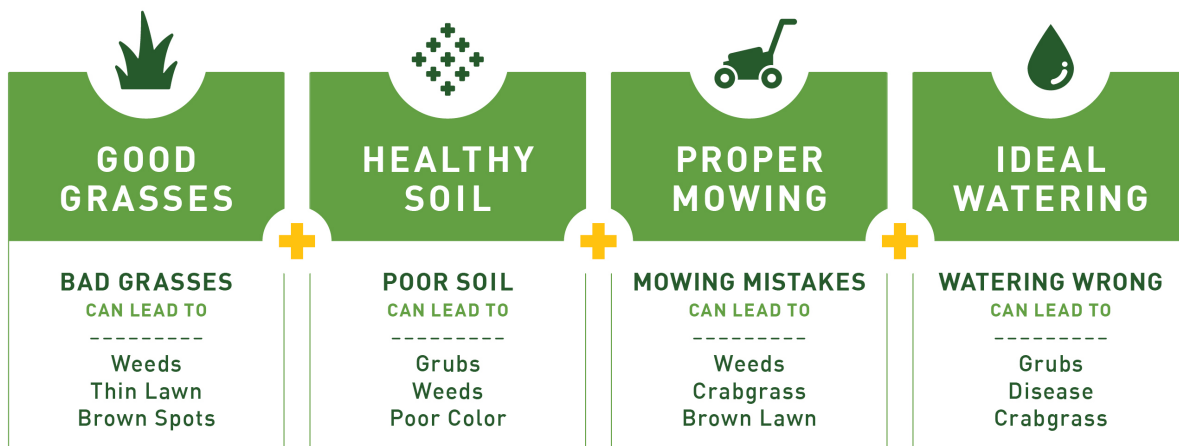 GOOD
GRASSES
BAD GRASSES
CAN LEAD TO
Weeds
Thin Lawn
Brown Spots
HEALTHY
SOIL
POOR SOIL
CAN LEAD TO
Grubs
Weeds
Poor Color
PROPER
MOWING
MOWING MISTAKES
CAN LEAD TO
Weeds
Crabgrass
Brown Lawn
IDEAL
WATERING
WATERING WRONG
CAN LEAD TO
Grubs
Disease
Crabgrass